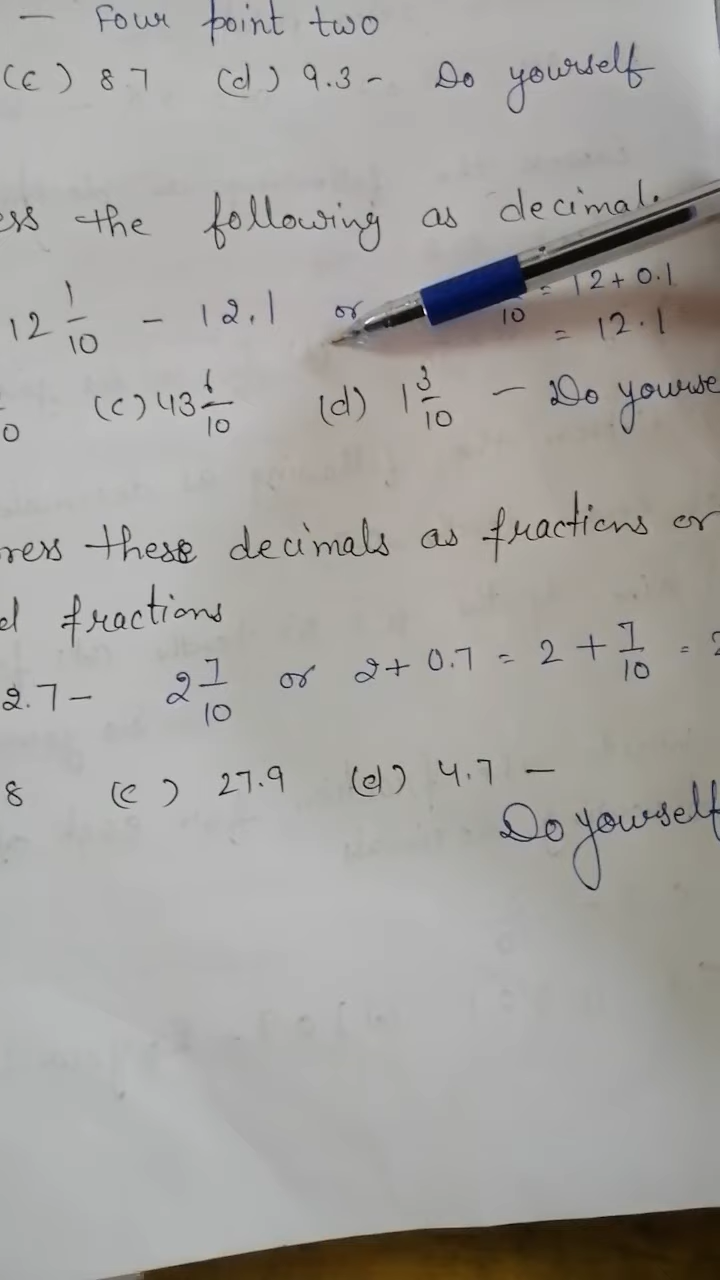 — Four point two
(c) 8.7 (d) 9.3 - Do yourself
the following as decimal.
12 1/10 - 12.1 or 10 = 12 + 0.1
= 12.1
(c) 43 6/10 (d) 1 3/10 - Do
these decimals as fractions or
fractions
2.7 - 2 7/10 or 2 + 0.7 = 2 + 7/10 =
8 (c) 27.9 (d) 4.7 —
Do yourself